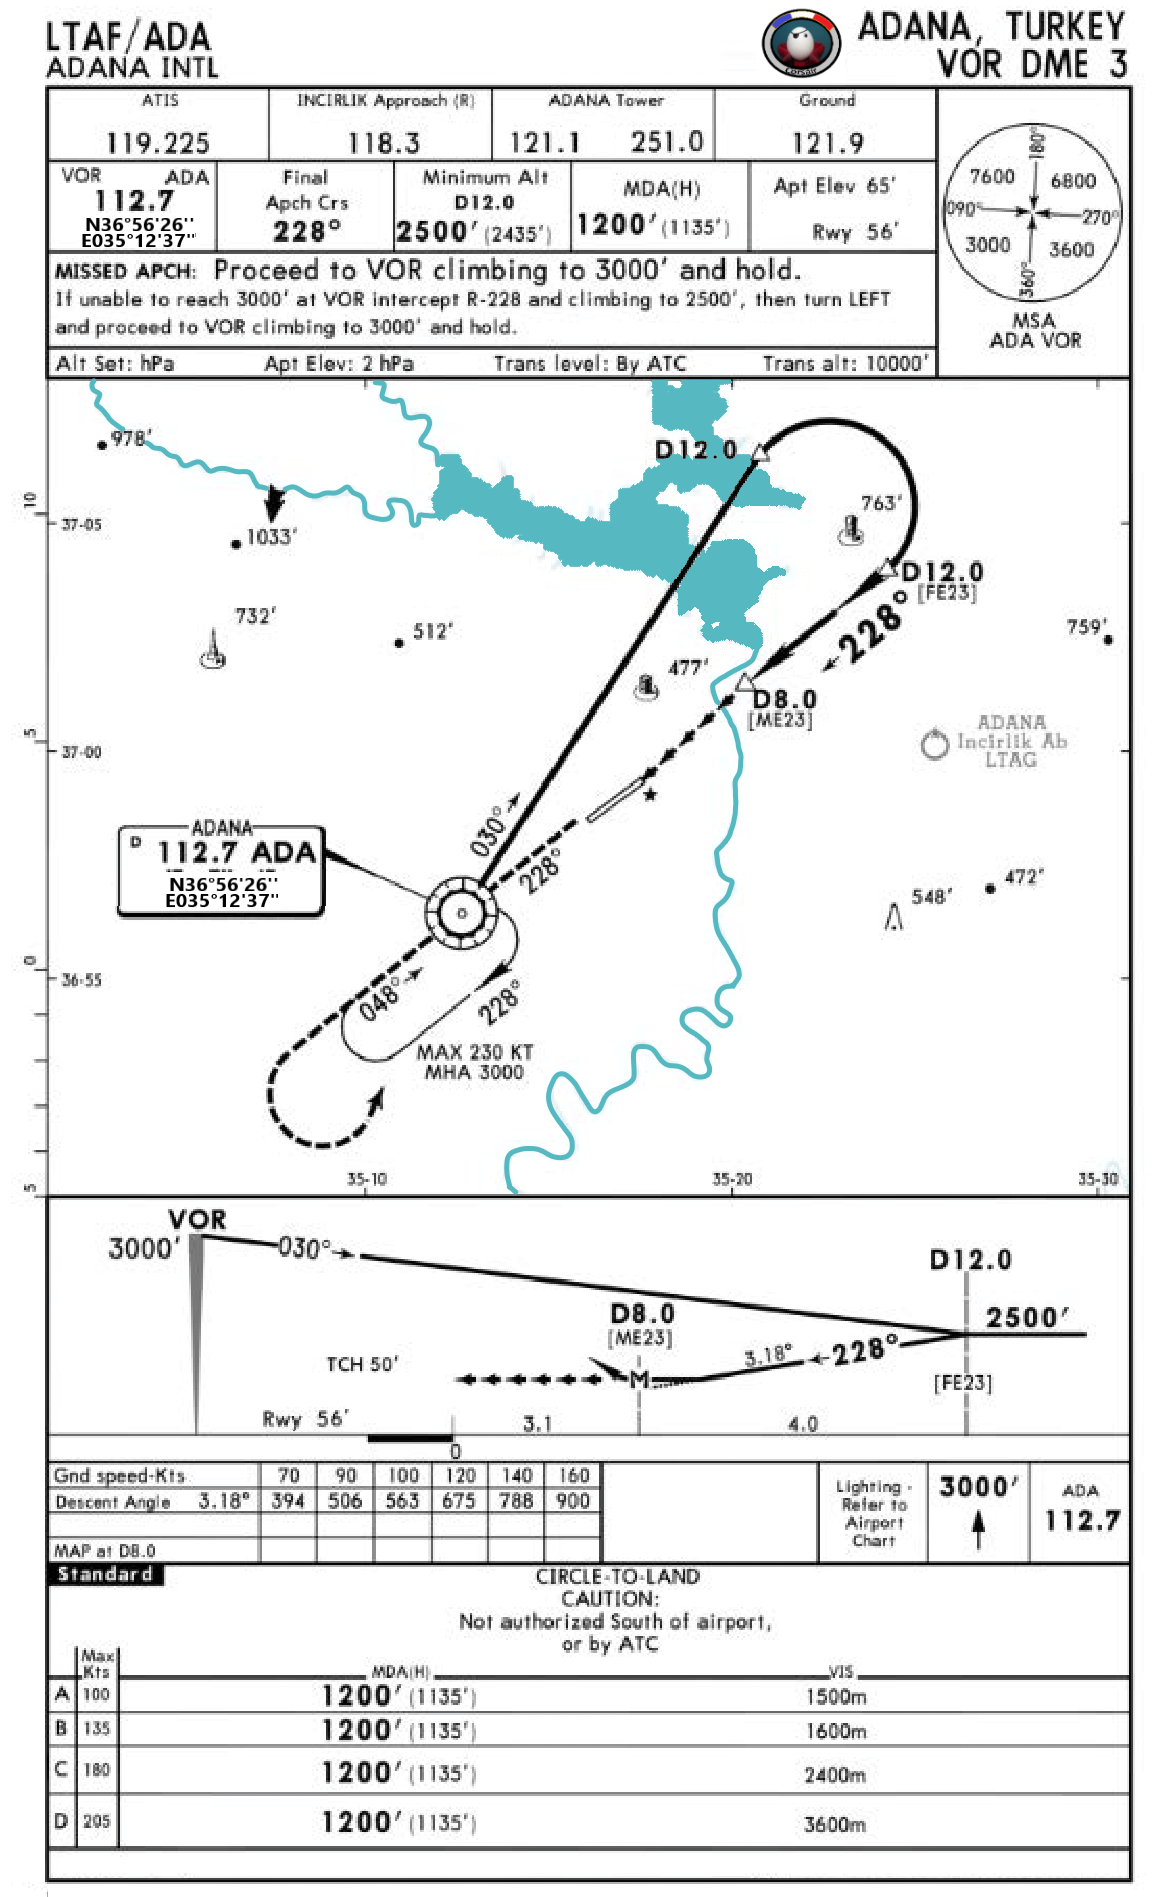 LTAF/ADA
ADANA INTL
corsair
ADANA, TURKEY
VOR DME 3
ATIS
119.225
INCIRLIK Approach (R)
118.3
ADANA Tower
121.1 251.0
Ground
121.9
VOR ADA
112.7
N36°56'26''
E035°12'37''
Final
Apch Crs
228°
Minimum Alt
D12.0
2500' (2435')
MDA(H)
1200' (1135')
Apt Elev 65'
Rwy 56'
MISSED APCH: Proceed to VOR climbing to 3000' and hold.
If unable to reach 3000' at VOR intercept R-228 and climbing to 2500', then turn LEFT
and proceed to VOR climbing to 3000' and hold.
Alt Set: hPa Apt Elev: 2 hPa Trans level: By ATC Trans alt: 10000'
180°
7600 6800
090° 270°
3000 3600
360°
MSA
ADA VOR
978'
D12.0
10
37-05
1033'
763'
D12.0
[FE23]
228°
732'
512'
759'
477'
D8.0
[ME23]
ADANA
Incirlik Ab
LTAG
5
37-00
030°
ADANA
D 112.7 ADA
N36°56'26''
E035°12'37''
228°
472'
548'
0
36-55
048°
228°
MAX 230 KT
MHA 3000
5
35-10 35-20 35-30
VOR
3000'
030°
D12.0
2500'
D8.0
[ME23]
TCH 50'
3.18°
228°
M
[FE23]
Rwy 56'
3.1 4.0
0
Gnd speed-Kts 70 90 100 120 140 160
Descent Angle 3.18° 394 506 563 675 788 900
MAP at D8.0
Lighting -
Refer to
Airport
Chart
3000'
ADA
112.7
Standard
CIRCLE-TO-LAND
CAUTION:
Not authorized South of airport,
or by ATC
Max
Kts
MDA(H) VIS
A 100 1200' (1135') 1500m
B 135 1200' (1135') 1600m
C 180 1200' (1135') 2400m
D 205 1200' (1135') 3600m